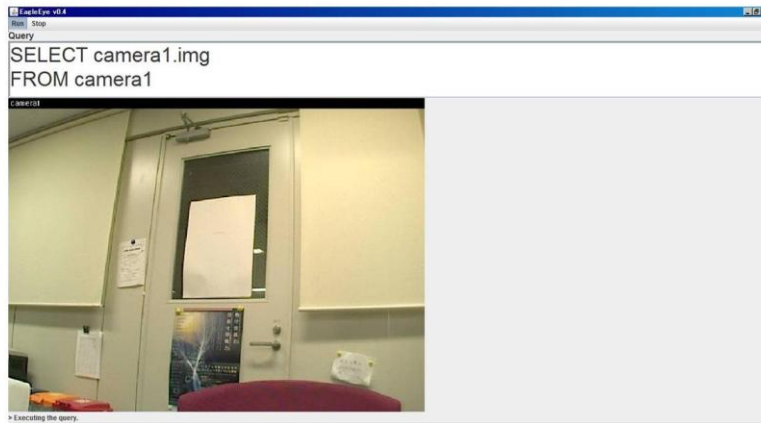 EagleEye v0.4
Run Stop
Query
SELECT camera1.img
FROM camera1
camera1
> Executing the query.